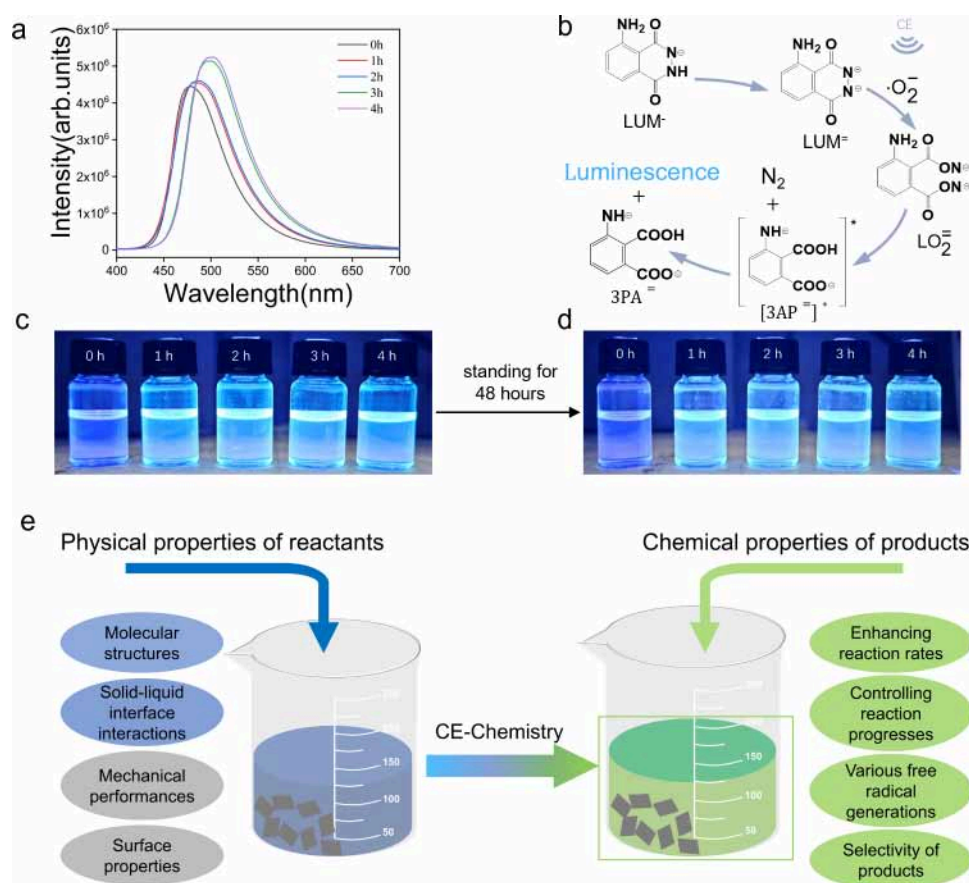 a
6x10⁶
5x10⁶
4x10⁶
3x10⁶
2x10⁶
1x10⁶
0
Intensity(arb.units)
0h
1h
2h
3h
4h
400 450 500 550 600 650 700
Wavelength(nm)
b
NH₂ O
N⊖
NH
O
LUM⁻
NH₂ O
N⊖
N⊖
O
LUM⁼
CE
·O₂⁻
NH₂ O
ON⊖
ON⊖
O
LO₂⁼
N₂
+
NH⊖
COOH
COO⊖
*
[3AP⁼]*
Luminescence
+
NH⊖
COOH
COO⊖
3PA⁼
c
0 h 1 h 2 h 3 h 4 h
standing for
48 hours
d
0 h 1 h 2 h 3 h 4 h
e
Physical properties of reactants
Molecular
structures
Solid-liquid
interface
interactions
Mechanical
performances
Surface
properties
150
100
50
CE-Chemistry
Chemical properties of products
150
100
50
Enhancing
reaction rates
Controlling
reaction
progresses
Various free
radical
generations
Selectivity of
products